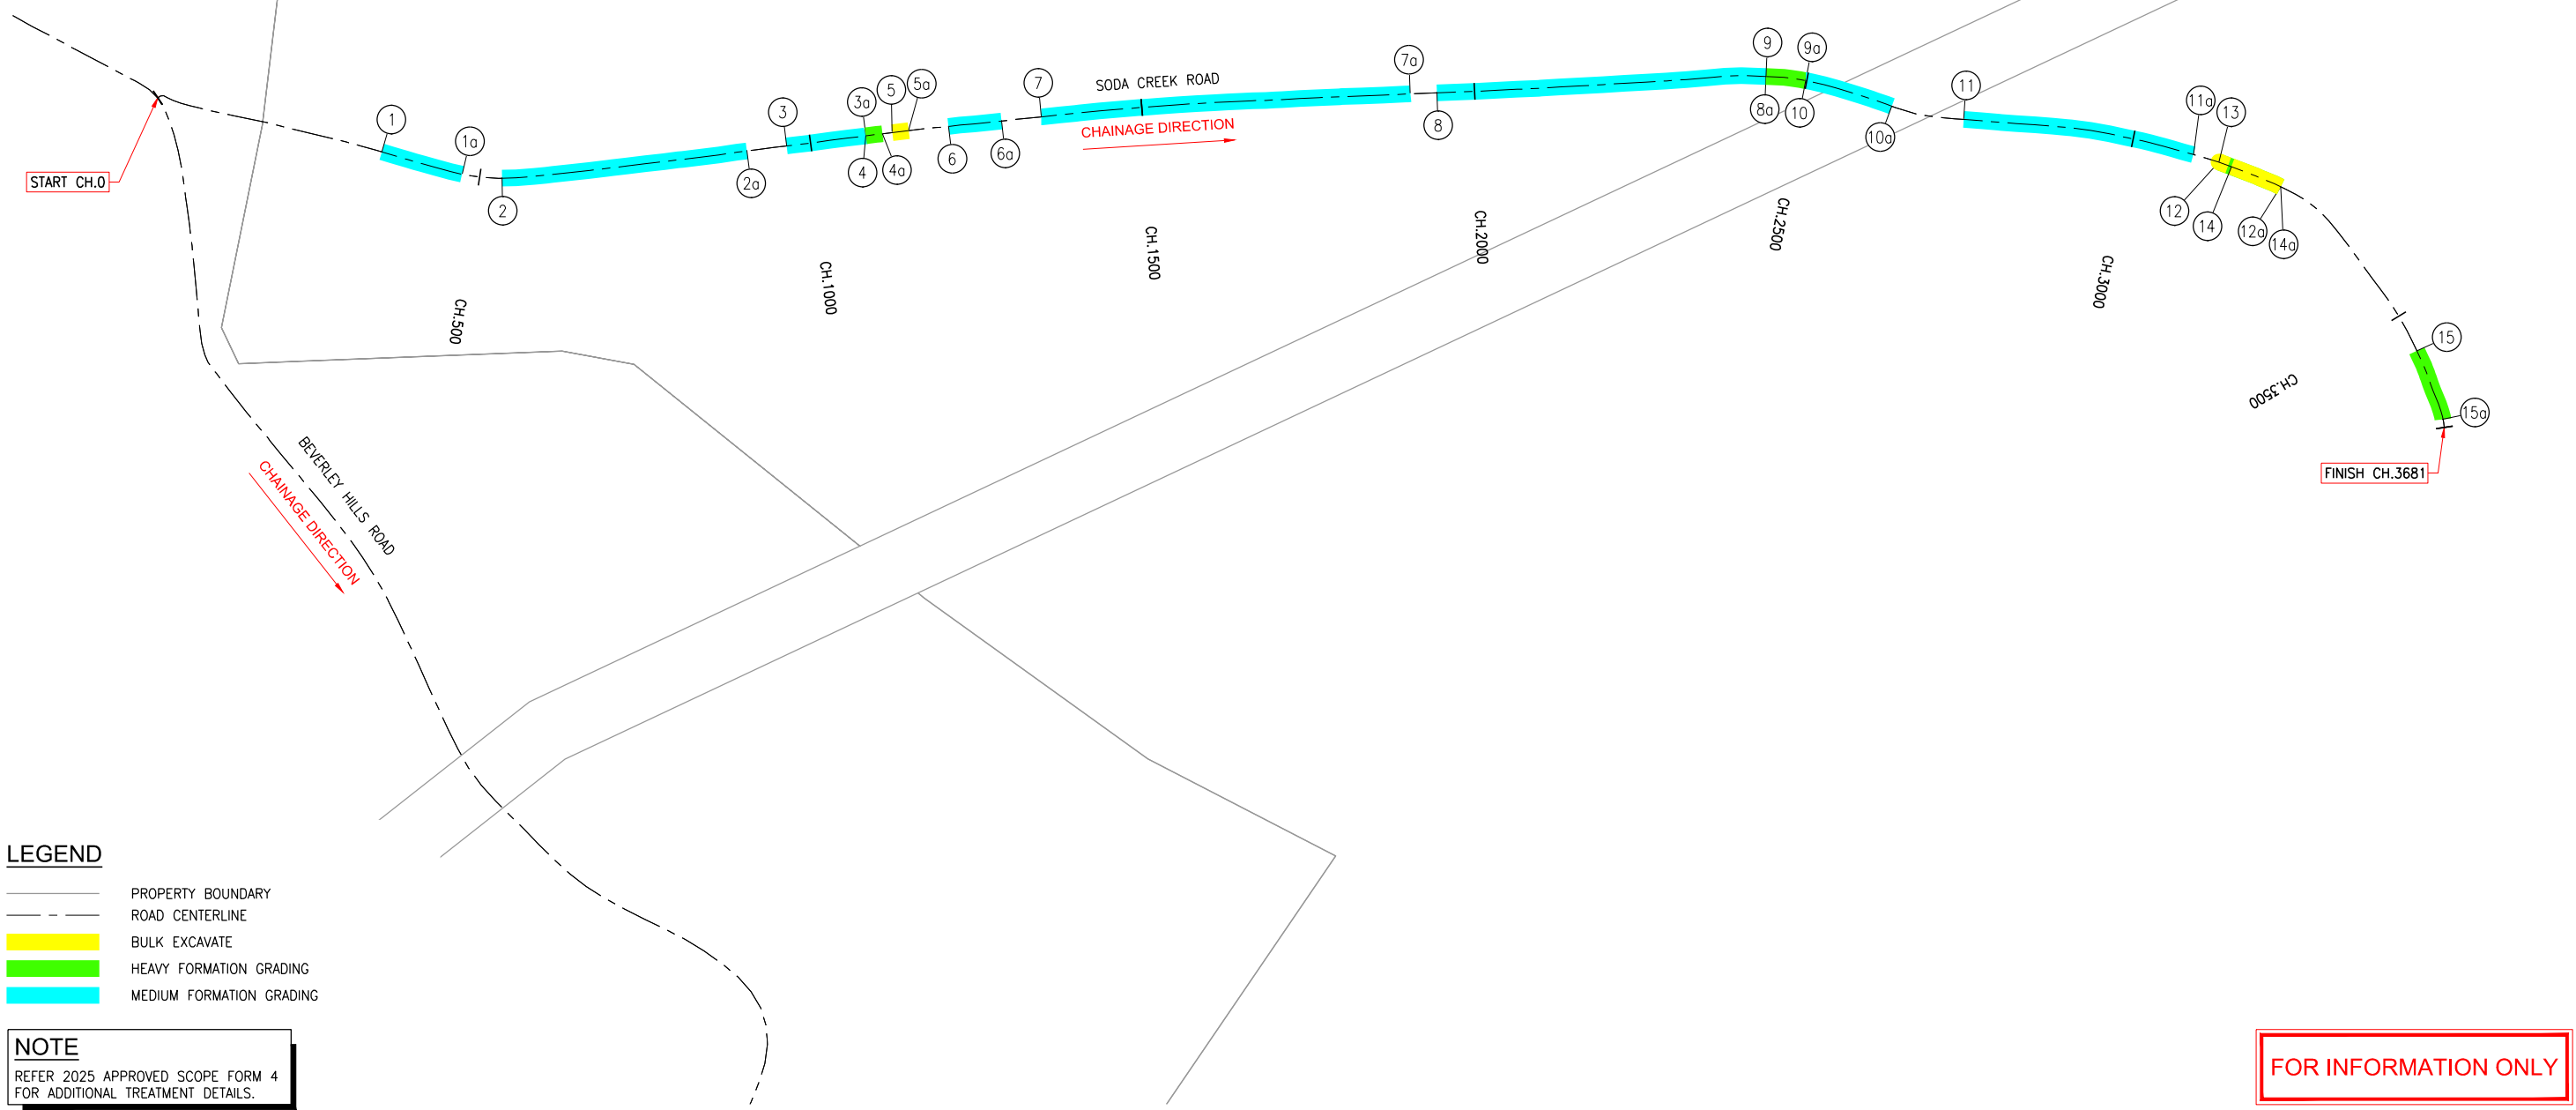 9
9a
7a
SODA CREEK ROAD
7
11
5
5a
3a
3
1
1a
8a
10
8
10a
11a
13
CHAINAGE DIRECTION
START CH.0
2
2a
4
4a
6
6a
12
14
12a
14a
CH.500
CH.1000
CH.1500
CH.2000
CH.2500
CH.3000
CH.3500
15
15a
FINISH CH.3681
BEVERLEY HILLS ROAD
CHAINAGE DIRECTION
LEGEND
PROPERTY BOUNDARY
ROAD CENTERLINE
BULK EXCAVATE
HEAVY FORMATION GRADING
MEDIUM FORMATION GRADING
NOTE
REFER 2025 APPROVED SCOPE FORM 4
FOR ADDITIONAL TREATMENT DETAILS.
FOR INFORMATION ONLY